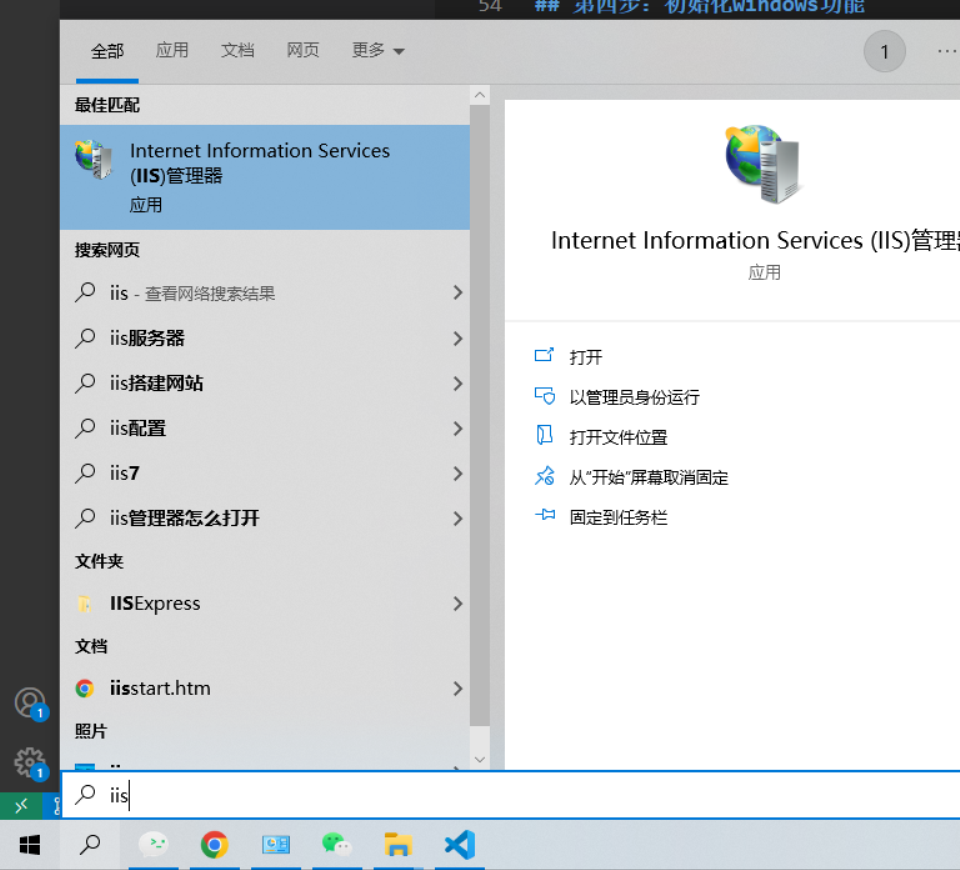 54 ## 第四步：初始化Windows功能
全部 应用 文档 网页 更多
1
最佳匹配
Internet Information Services
(IIS)管理器
应用
搜索网页
iis - 查看网络搜索结果
iis服务器
iis搭建网站
iis配置
iis7
iis管理器怎么打开
文件夹
IISExpress
文档
iisstart.htm
照片
iis
Internet Information Services (IIS)管理
应用
打开
以管理员身份运行
打开文件位置
从“开始”屏幕取消固定
固定到任务栏
1
1